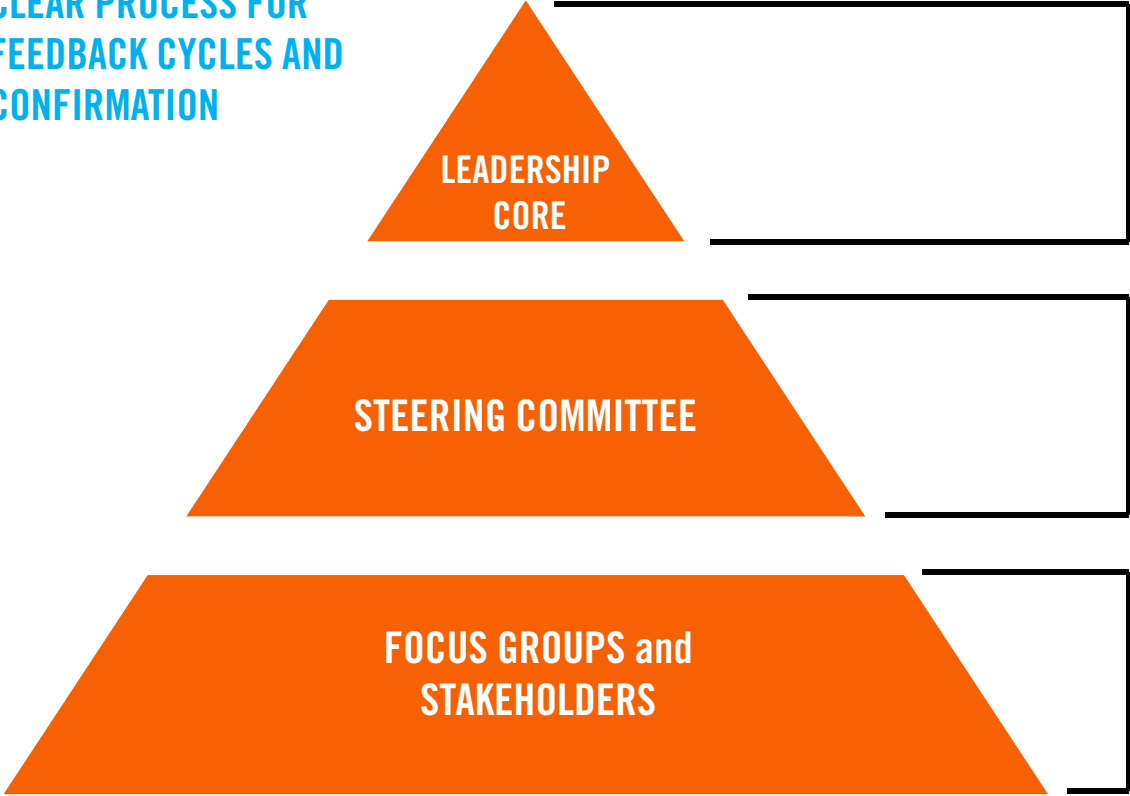 CLEAR PROCESS FOR
FEEDBACK CYCLES AND
CONFIRMATION
LEADERSHIP
CORE
STEERING COMMITTEE
FOCUS GROUPS and
STAKEHOLDERS